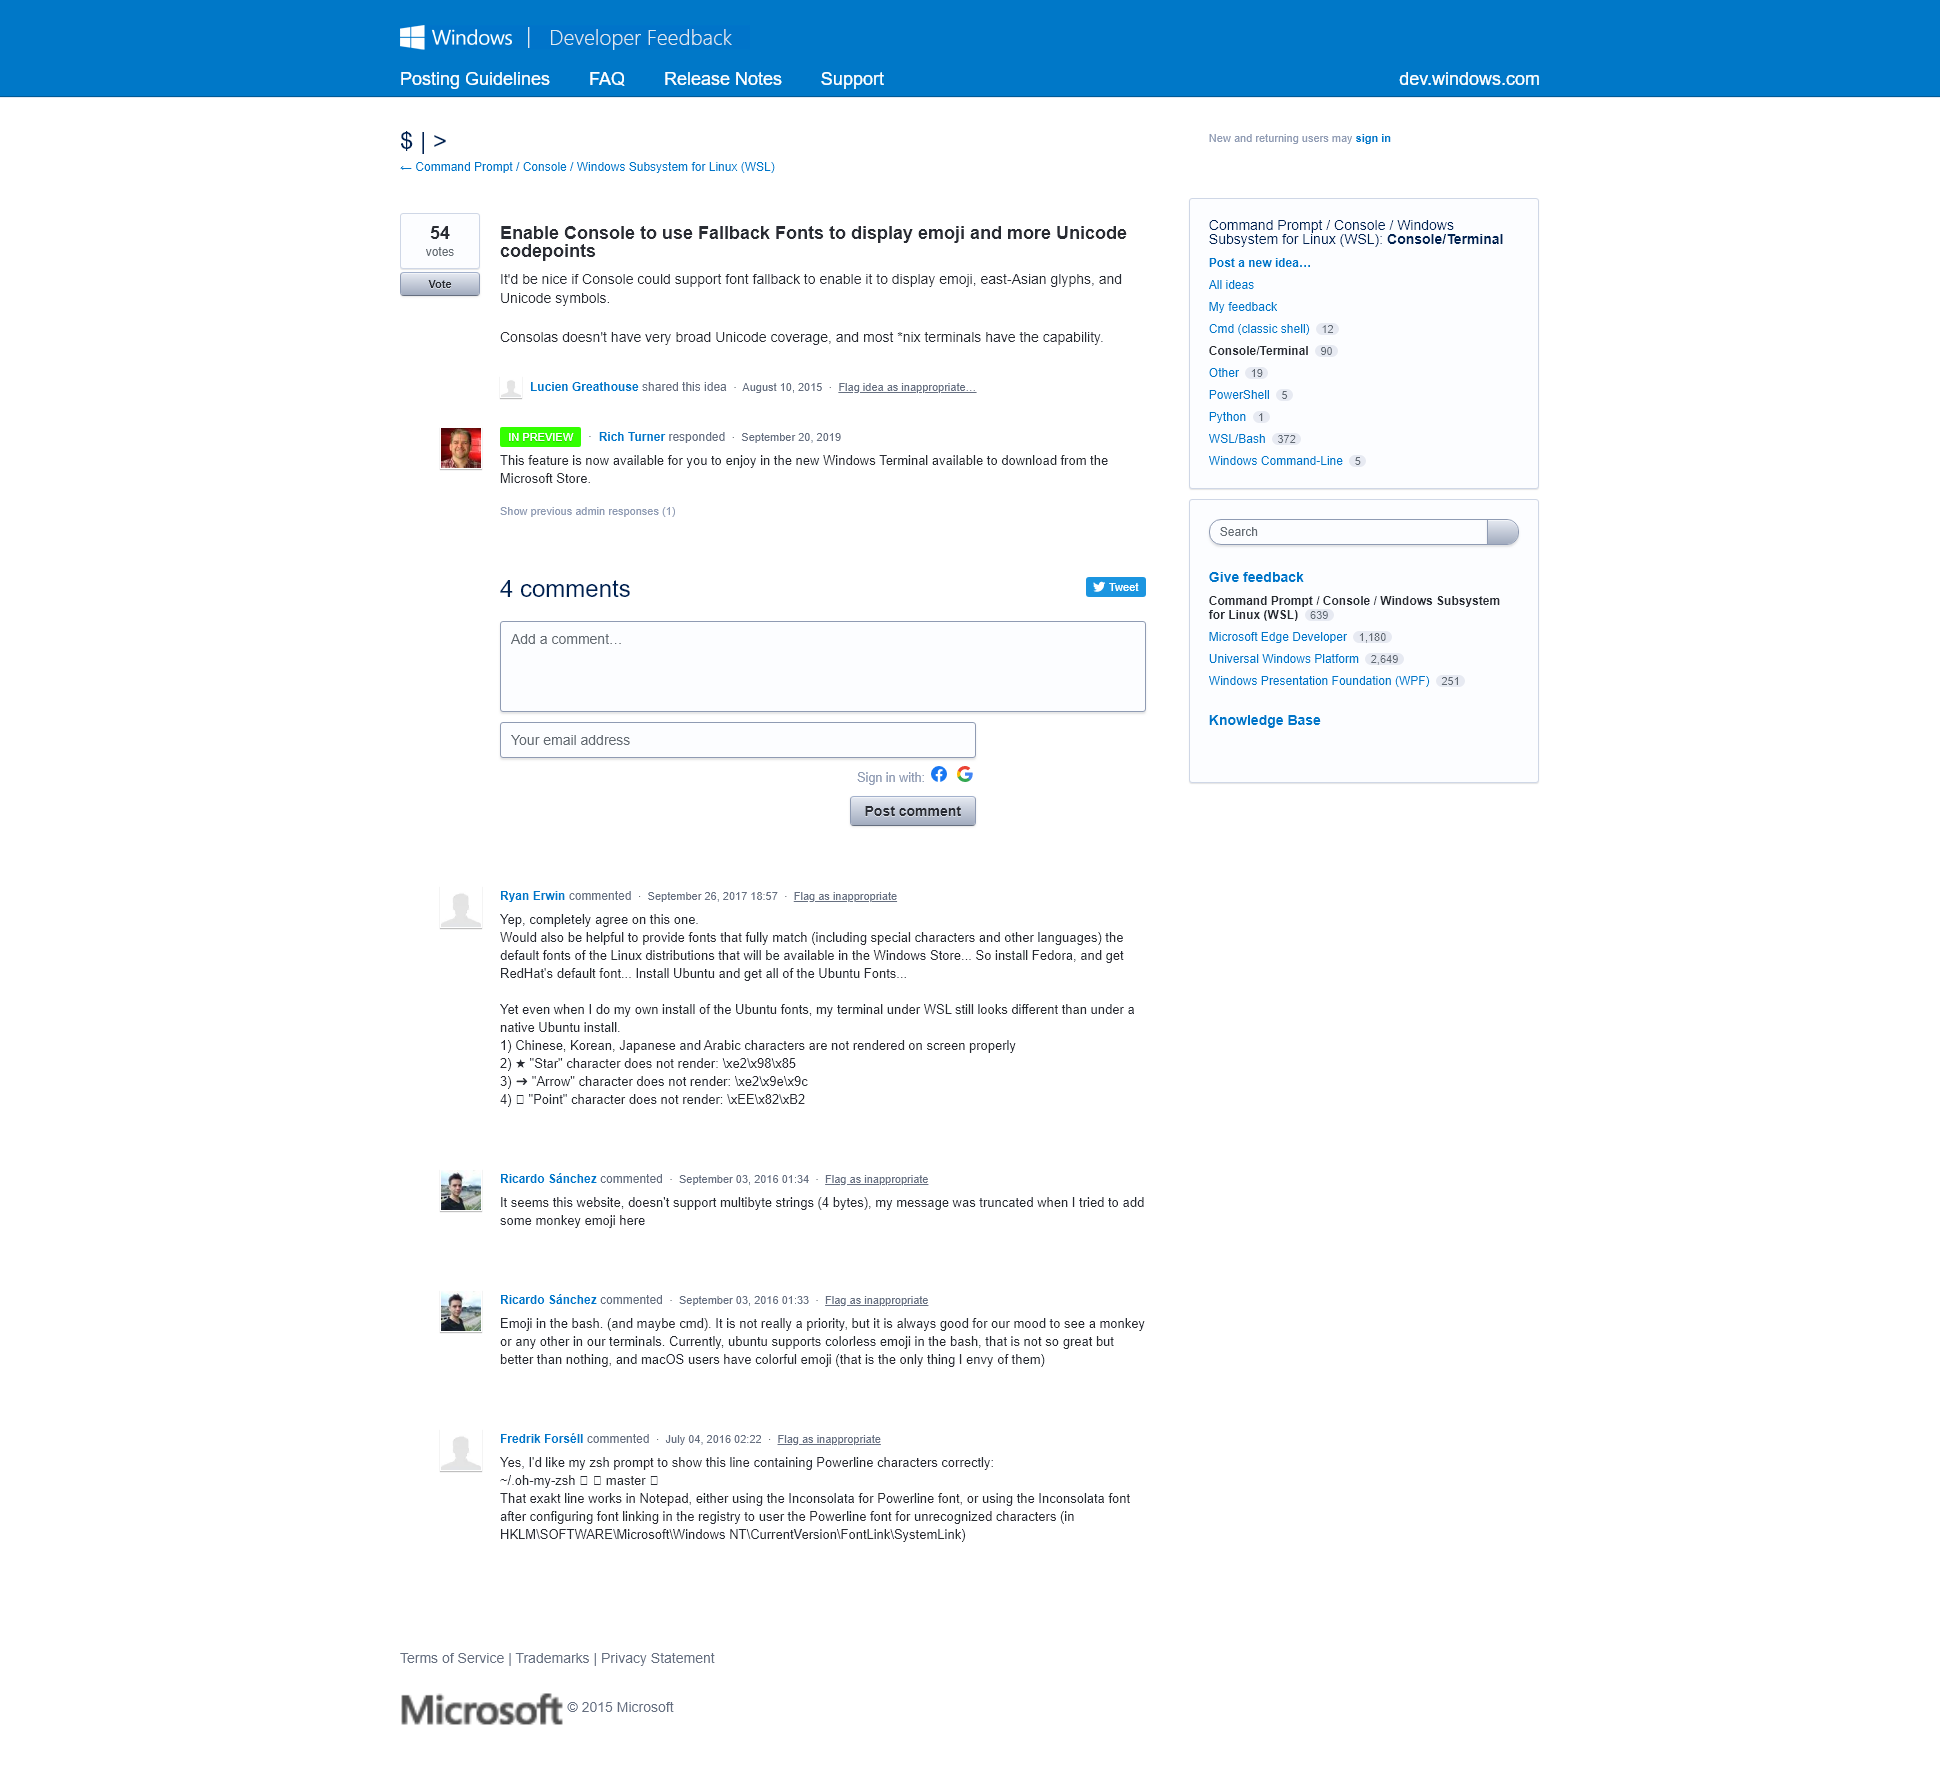 Windows | Developer Feedback
Posting Guidelines FAQ Release Notes Support dev.windows.com
$ | >
← Command Prompt / Console / Windows Subsystem for Linux (WSL)
54
votes
Vote
Enable Console to use Fallback Fonts to display emoji and more Unicode
codepoints
It'd be nice if Console could support font fallback to enable it to display emoji, east-Asian glyphs, and
Unicode symbols.
Consolas doesn't have very broad Unicode coverage, and most *nix terminals have the capability.
Lucien Greathouse shared this idea · August 10, 2015 · Flag idea as inappropriate…
IN PREVIEW · Rich Turner responded · September 20, 2019
This feature is now available for you to enjoy in the new Windows Terminal available to download from the
Microsoft Store.
Show previous admin responses (1)
4 comments
Tweet
Add a comment…
Your email address
Sign in with:
Post comment
Ryan Erwin commented · September 26, 2017 18:57 · Flag as inappropriate
Yep, completely agree on this one.
Would also be helpful to provide fonts that fully match (including special characters and other languages) the
default fonts of the Linux distributions that will be available in the Windows Store... So install Fedora, and get
RedHat's default font... Install Ubuntu and get all of the Ubuntu Fonts...
Yet even when I do my own install of the Ubuntu fonts, my terminal under WSL still looks different than under a
native Ubuntu install.
1) Chinese, Korean, Japanese and Arabic characters are not rendered on screen properly
2) ★ "Star" character does not render: \xe2\x98\x85
3) ➜ "Arrow" character does not render: \xe2\x9e\x9c
4) □ "Point" character does not render: \xEE\x82\xB2
Ricardo Sánchez commented · September 03, 2016 01:34 · Flag as inappropriate
It seems this website, doesn't support multibyte strings (4 bytes), my message was truncated when I tried to add
some monkey emoji here
Ricardo Sánchez commented · September 03, 2016 01:33 · Flag as inappropriate
Emoji in the bash. (and maybe cmd). It is not really a priority, but it is always good for our mood to see a monkey
or any other in our terminals. Currently, ubuntu supports colorless emoji in the bash, that is not so great but
better than nothing, and macOS users have colorful emoji (that is the only thing I envy of them)
Fredrik Forséll commented · July 04, 2016 02:22 · Flag as inappropriate
Yes, I'd like my zsh prompt to show this line containing Powerline characters correctly:
~/.oh-my-zsh □ □ master □
That exakt line works in Notepad, either using the Inconsolata for Powerline font, or using the Inconsolata font
after configuring font linking in the registry to user the Powerline font for unrecognized characters (in
HKLM\SOFTWARE\Microsoft\Windows NT\CurrentVersion\FontLink\SystemLink)
New and returning users may sign in
Command Prompt / Console / Windows
Subsystem for Linux (WSL): Console/Terminal
Post a new idea…
All ideas
My feedback
Cmd (classic shell) 12
Console/Terminal 90
Other 19
PowerShell 5
Python 1
WSL/Bash 372
Windows Command-Line 5
Search
Give feedback
Command Prompt / Console / Windows Subsystem
for Linux (WSL) 639
Microsoft Edge Developer 1,180
Universal Windows Platform 2,649
Windows Presentation Foundation (WPF) 251
Knowledge Base
Terms of Service | Trademarks | Privacy Statement
Microsoft © 2015 Microsoft